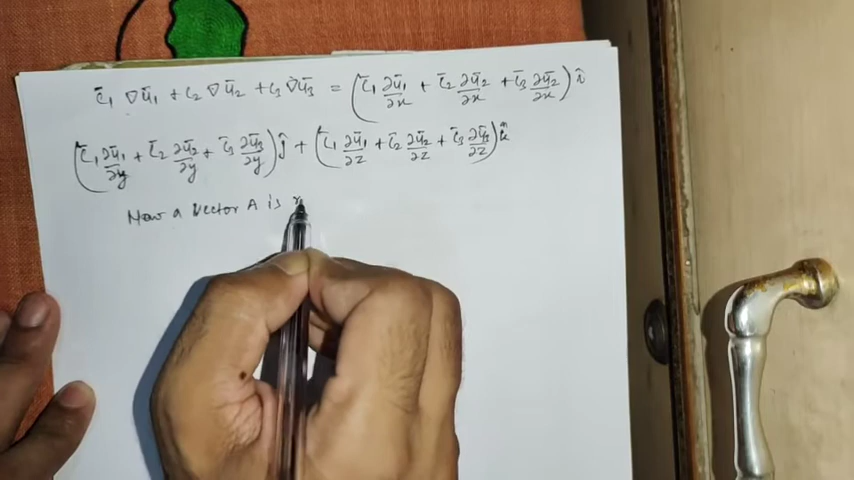 c̄₁ ∇ū₁ + c₂ ∇ū₂ + c₃ ∇ū₃ = (c̄₁ ∂ū₁/∂x + c̄₂ ∂ū₂/∂x + c̄₃ ∂ū₂/∂x) î
(c̄₁ ∂ū₁/∂y + c̄₂ ∂ū₂/∂y + c̄₃ ∂ū₃/∂y) ĵ + (c̄₁ ∂ū₁/∂z + c̄₂ ∂ū₂/∂z + c̄₃ ∂ū₃/∂z) k̂
Now a Vector A is